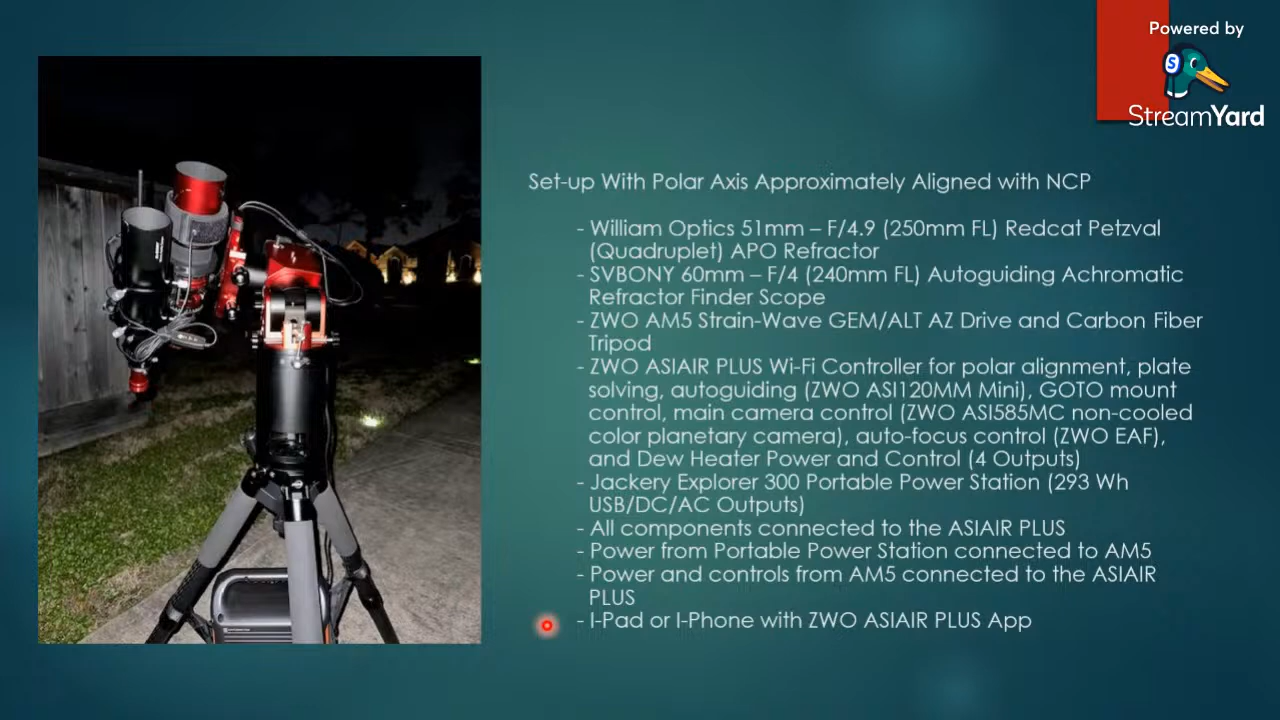 Powered by
StreamYard
Set-up With Polar Axis Approximately Aligned with NCP
- William Optics 51mm – F/4.9 (250mm FL) Redcat Petzval
(Quadruplet) APO Refractor
- SVBONY 60mm – F/4 (240mm FL) Autoguiding Achromatic
Refractor Finder Scope
- ZWO AM5 Strain-Wave GEM/ALT AZ Drive and Carbon Fiber
Tripod
- ZWO ASIAIR PLUS Wi-Fi Controller for polar alignment, plate
solving, autoguiding (ZWO ASI120MM Mini), GOTO mount
control, main camera control (ZWO ASI585MC non-cooled
color planetary camera), auto-focus control (ZWO EAF),
and Dew Heater Power and Control (4 Outputs)
- Jackery Explorer 300 Portable Power Station (293 Wh
USB/DC/AC Outputs)
- All components connected to the ASIAIR PLUS
- Power from Portable Power Station connected to AM5
- Power and controls from AM5 connected to the ASIAIR
PLUS
- I-Pad or I-Phone with ZWO ASIAIR PLUS App